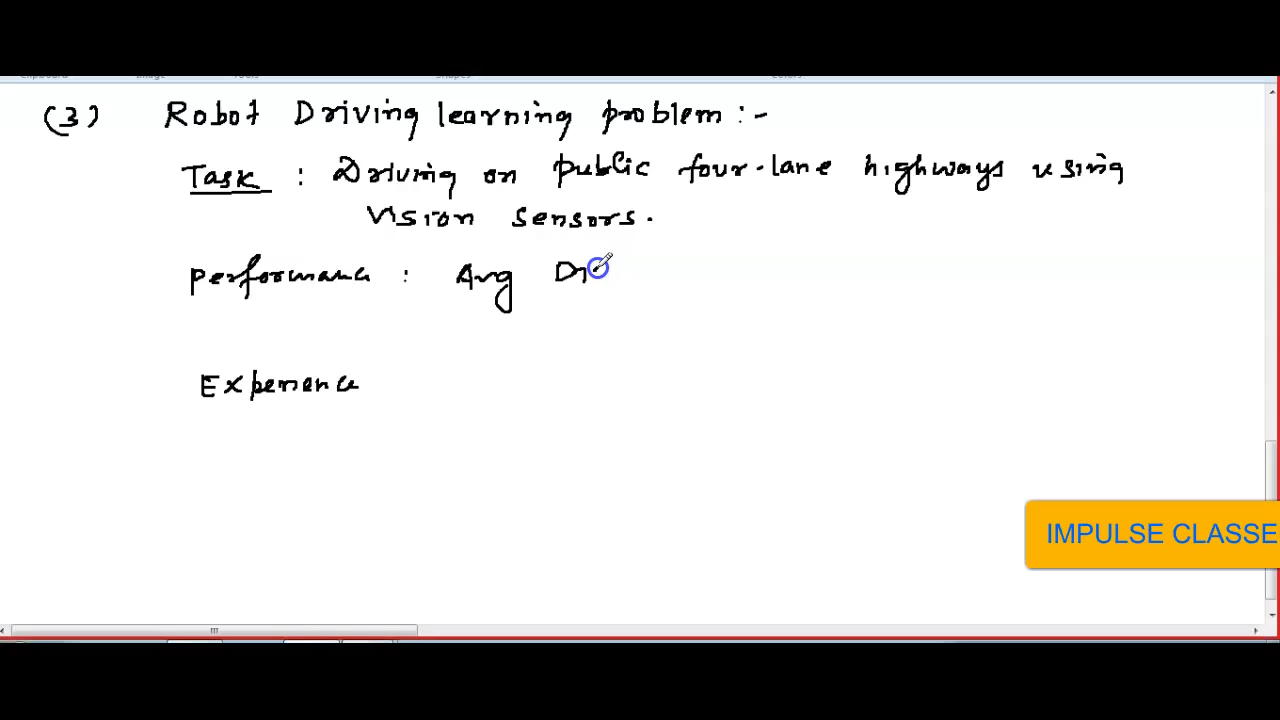 (3) Robot Driving learning problem :-
Task : Driving on public four-lane highways using
vision sensors.
Performance : Avg
Experience
IMPULSE CLASSE